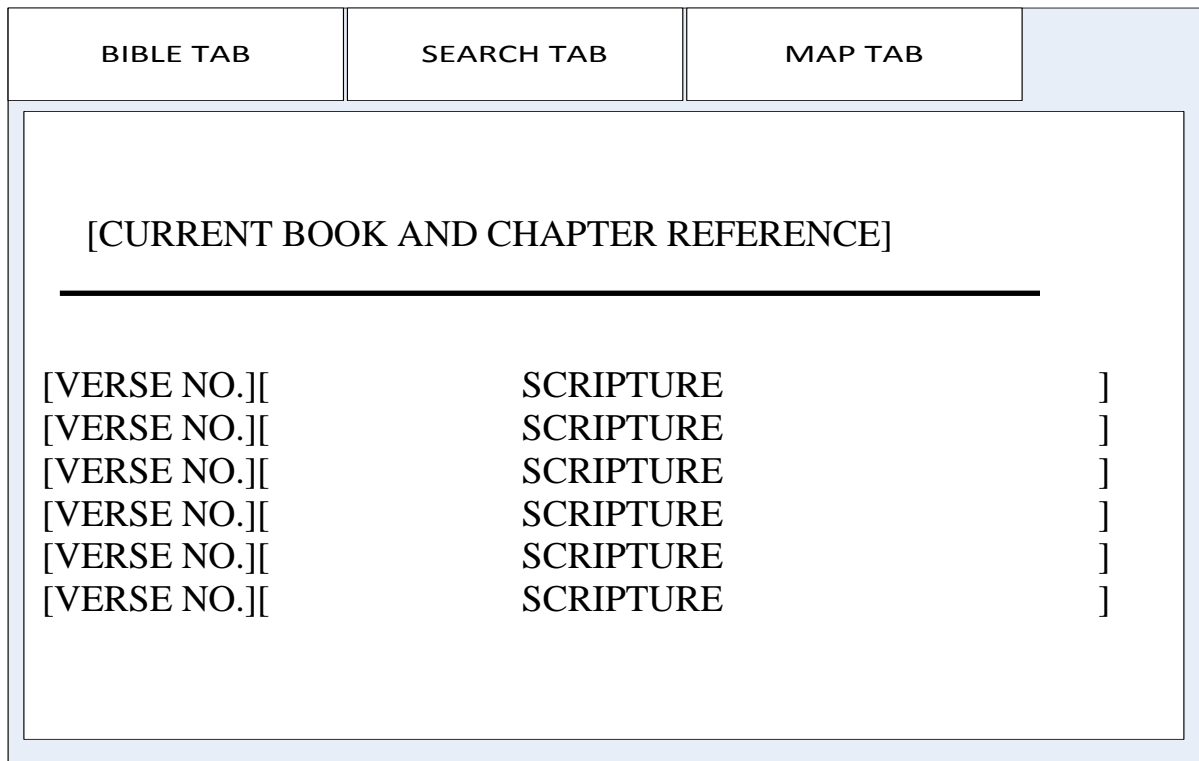 BIBLE TAB SEARCH TAB MAP TAB
[CURRENT BOOK AND CHAPTER REFERENCE]
[VERSE NO.][ SCRIPTURE ]
[VERSE NO.][ SCRIPTURE ]
[VERSE NO.][ SCRIPTURE ]
[VERSE NO.][ SCRIPTURE ]
[VERSE NO.][ SCRIPTURE ]
[VERSE NO.][ SCRIPTURE ]